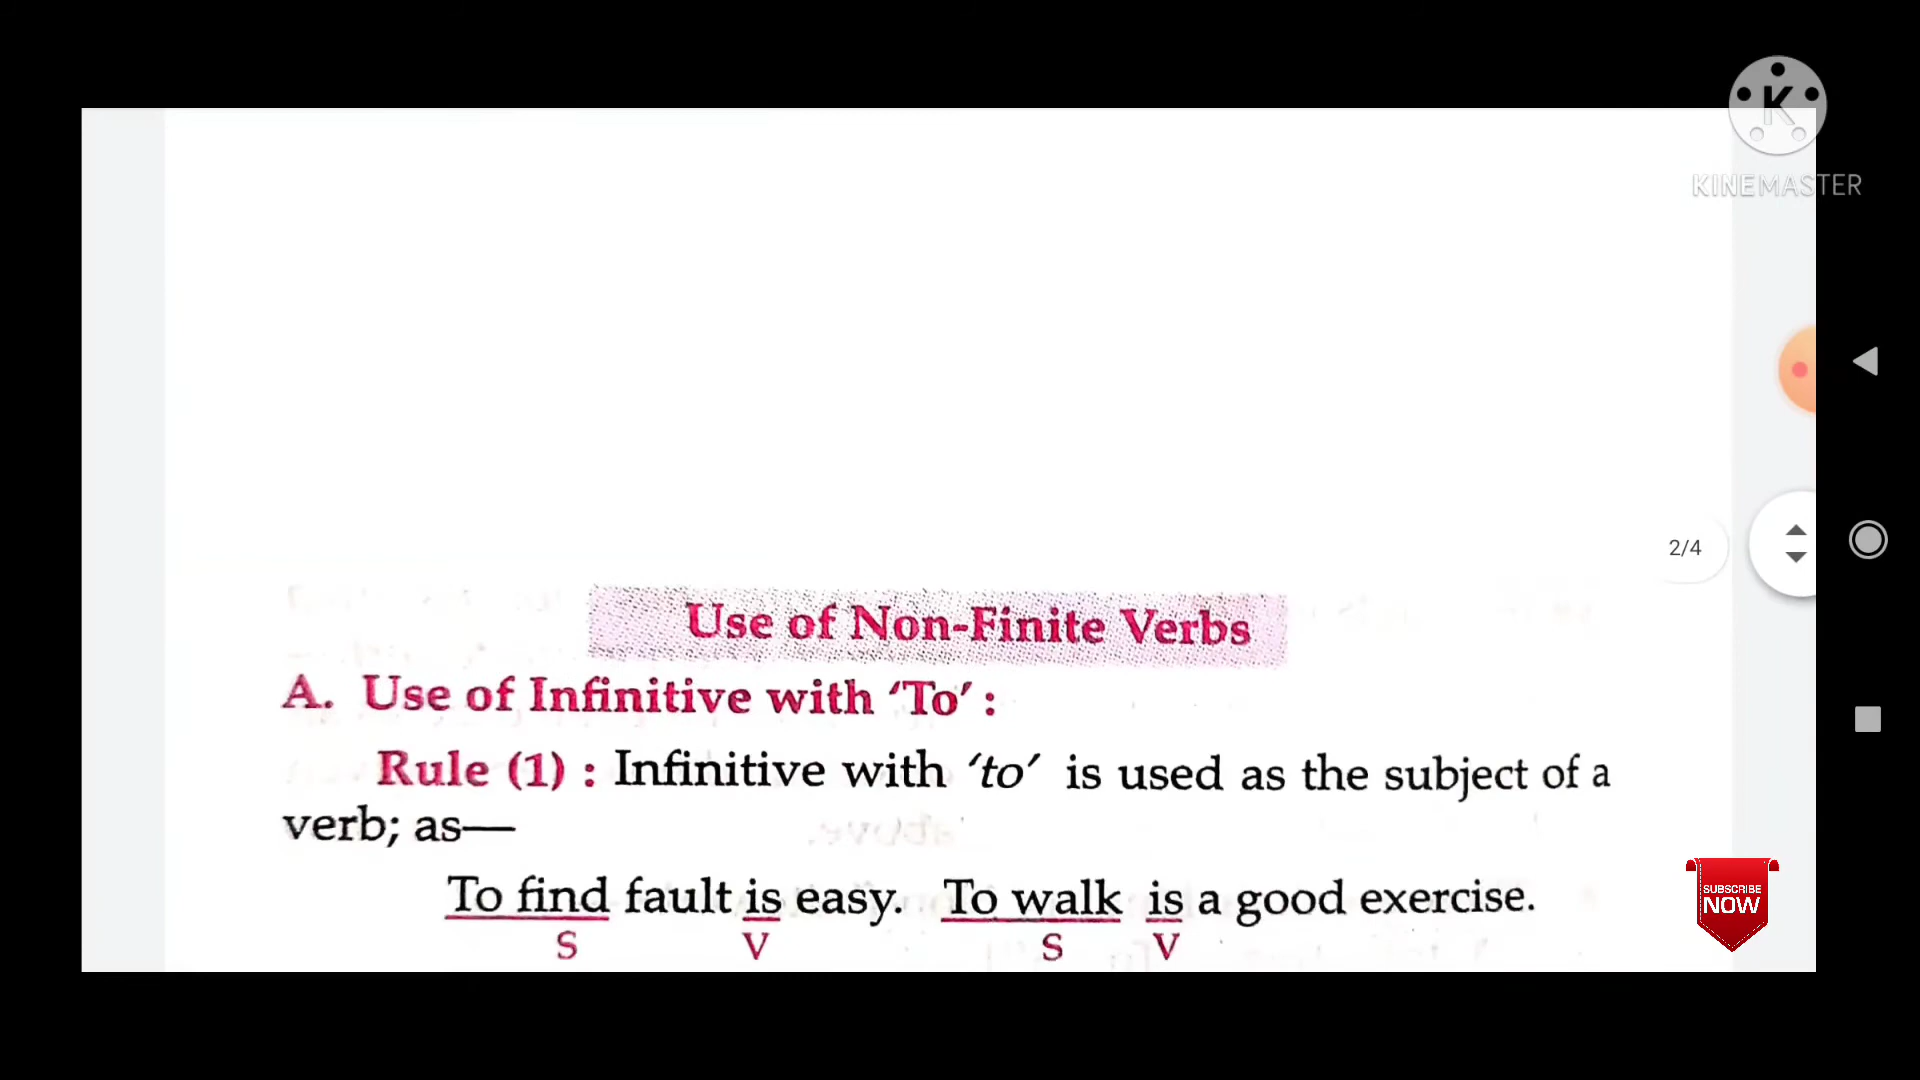 KINEMASTER
2/4
Use of Non-Finite Verbs
A. Use of Infinitive with ‘To’ :
Rule (1) : Infinitive with ‘to’ is used as the subject of a
verb; as—
To find fault is easy. To walk is a good exercise.
S V S V
SUBSCRIBE
NOW